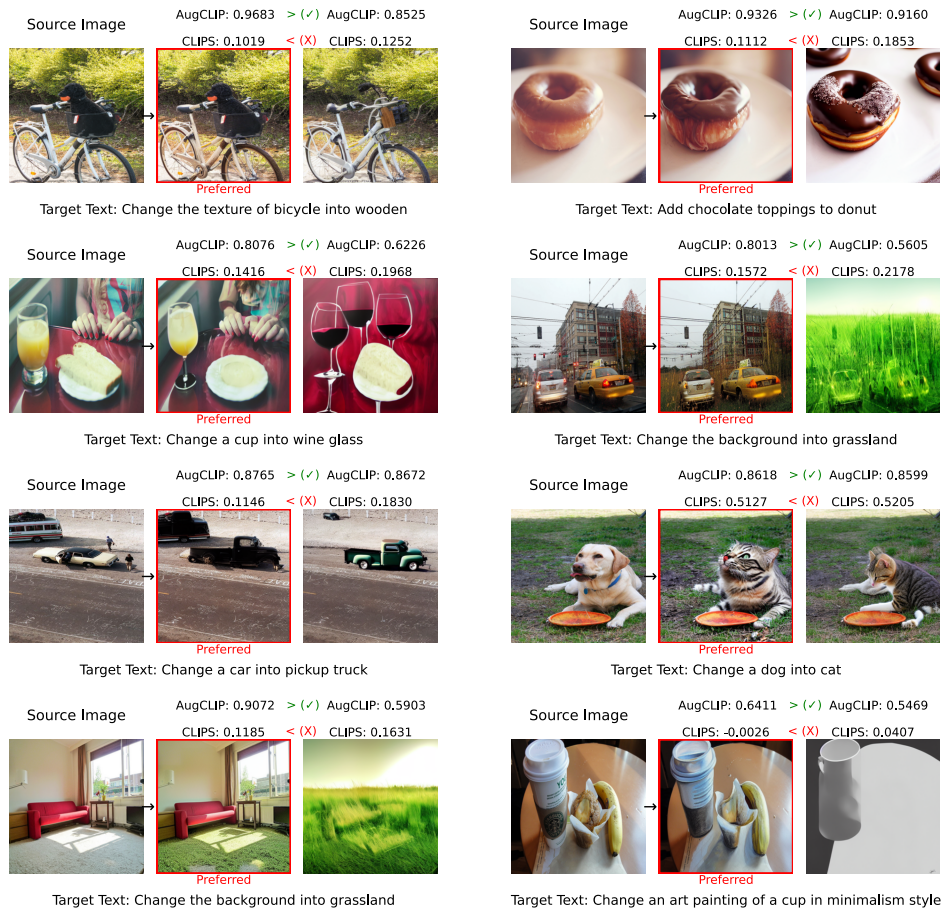 Source Image
AugCLIP: 0.9683 > (✓) AugCLIP: 0.8525
CLIPS: 0.1019 < (X) CLIPS: 0.1252
→
Preferred
Target Text: Change the texture of bicycle into wooden
Source Image
AugCLIP: 0.9326 > (✓) AugCLIP: 0.9160
CLIPS: 0.1112 < (X) CLIPS: 0.1853
→
Preferred
Target Text: Add chocolate toppings to donut
Source Image
AugCLIP: 0.8076 > (✓) AugCLIP: 0.6226
CLIPS: 0.1416 < (X) CLIPS: 0.1968
→
Preferred
Target Text: Change a cup into wine glass
Source Image
AugCLIP: 0.8013 > (✓) AugCLIP: 0.5605
CLIPS: 0.1572 < (X) CLIPS: 0.2178
→
Preferred
Target Text: Change the background into grassland
Source Image
AugCLIP: 0.8765 > (✓) AugCLIP: 0.8672
CLIPS: 0.1146 < (X) CLIPS: 0.1830
→
Preferred
Target Text: Change a car into pickup truck
Source Image
AugCLIP: 0.8618 > (✓) AugCLIP: 0.8599
CLIPS: 0.5127 < (X) CLIPS: 0.5205
→
Preferred
Target Text: Change a dog into cat
Source Image
AugCLIP: 0.9072 > (✓) AugCLIP: 0.5903
CLIPS: 0.1185 < (X) CLIPS: 0.1631
→
Preferred
Target Text: Change the background into grassland
Source Image
AugCLIP: 0.6411 > (✓) AugCLIP: 0.5469
CLIPS: -0.0026 < (X) CLIPS: 0.0407
→
Preferred
Target Text: Change an art painting of a cup in minimalism style